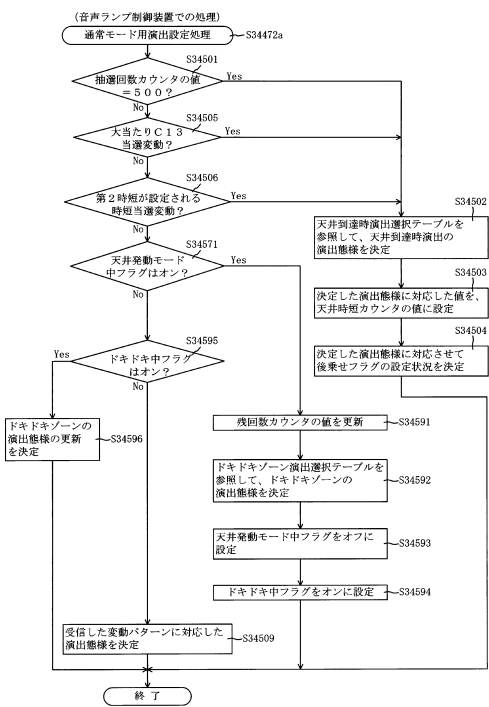 (音声ランプ制御装置での処理)
通常モード用演出設定処理
S34472a
抽選回数カウンタの値
=500?
S34501
Yes
No
大当たりC13
当選変動?
S34505
Yes
No
第2時短が設定される
時短当選変動?
S34506
Yes
No
天井到達時演出選択テーブルを
参照して、天井到達時演出の
演出態様を決定
S34502
天井発動モード
中フラグはオン?
S34571
Yes
No
決定した演出態様に対応した値を、
天井時短カウンタの値に設定
S34503
決定した演出態様に対応させて
後乗せフラグの設定状況を決定
S34504
ドキドキ中フラグ
はオン?
S34595
Yes
No
ドキドキゾーンの
演出態様の更新
を決定
S34596
残回数カウンタの値を更新
S34591
ドキドキゾーン演出選択テーブルを
参照して、ドキドキゾーンの
演出態様を決定
S34592
天井発動モード中フラグをオフに
設定
S34593
ドキドキ中フラグをオンに設定
S34594
受信した変動パターンに対応した
演出態様を決定
S34509
終了